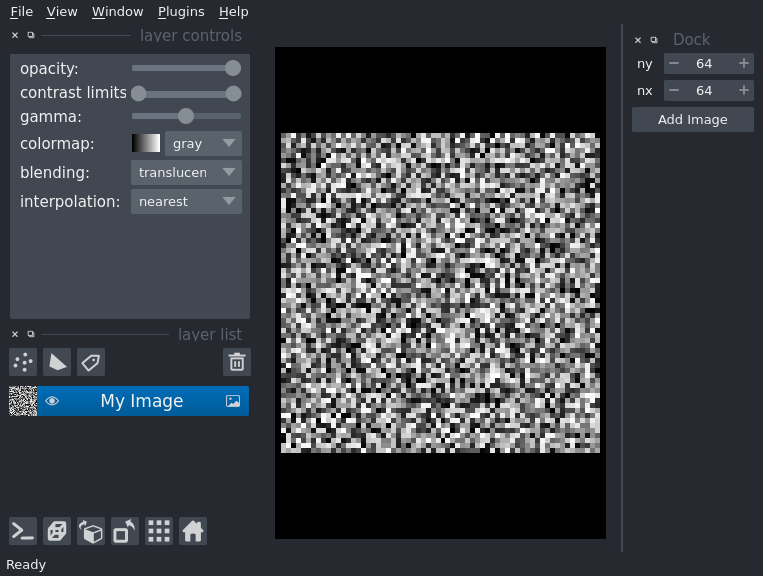 File View Window Plugins Help
layer controls
opacity:
contrast limits
gamma:
colormap: gray
blending: translucen
interpolation: nearest
layer list
My Image
Ready
Dock
ny 64
nx 64
Add Image